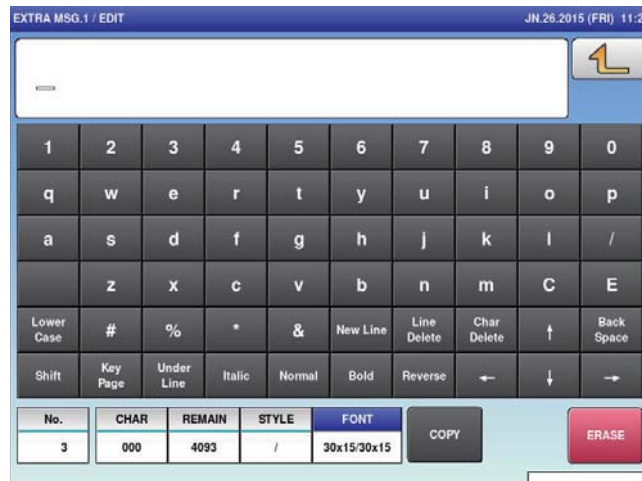 EXTRA MSG.1 / EDIT JN.26.2015 (FRI) 11:2
1 2 3 4 5 6 7 8 9 0
q w e r t y u i o p
a s d f g h j k l /
z x c v b n m C E
Lower Case # % * & New Line Line Delete Char Delete ↑ Back Space
Shift Key Page Under Line Italic Normal Bold Reverse ← ↓ →
No. CHAR REMAIN STYLE FONT COPY ERASE
3 000 4093 / 30x15/30x15